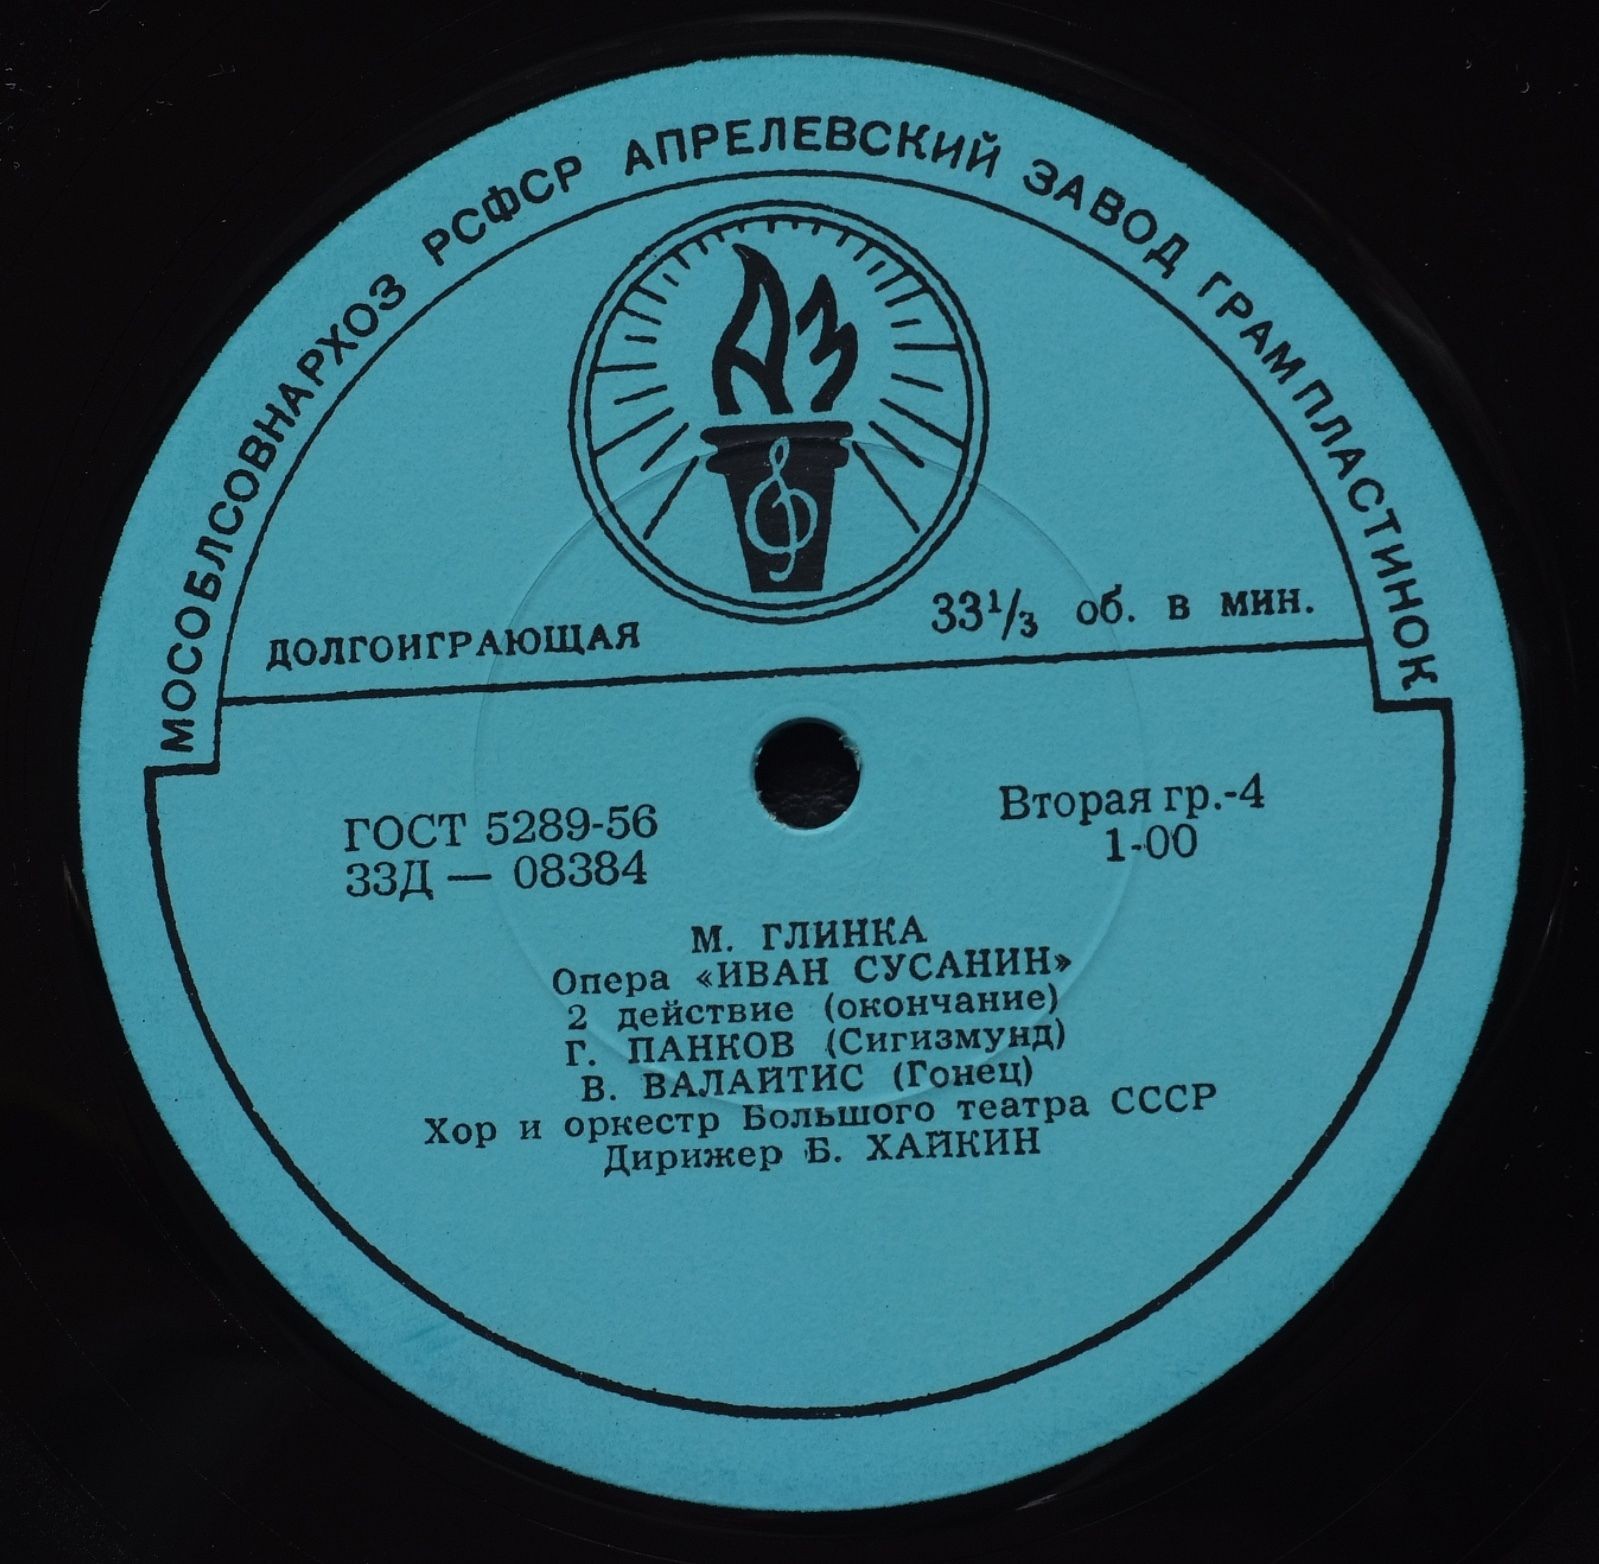 МОСОБЛСОВНАРХОЗ РСФСР АПРЕЛЕВСКИЙ ЗАВОД ГРАМПЛАСТИНОК
АЗ
ДОЛГОИГРАЮЩАЯ
33 1/3 об. в мин.
ГОСТ 5289-56
33Д — 08384
Вторая гр.-4
1-00
М. ГЛИНКА
Опера «ИВАН СУСАНИН»
2 действие (окончание)
Г. ПАНКОВ (Сигизмунд)
В. ВАЛАЙТИС (Гонец)
Хор и оркестр Большого театра СССР
Дирижер Б. ХАЙКИН